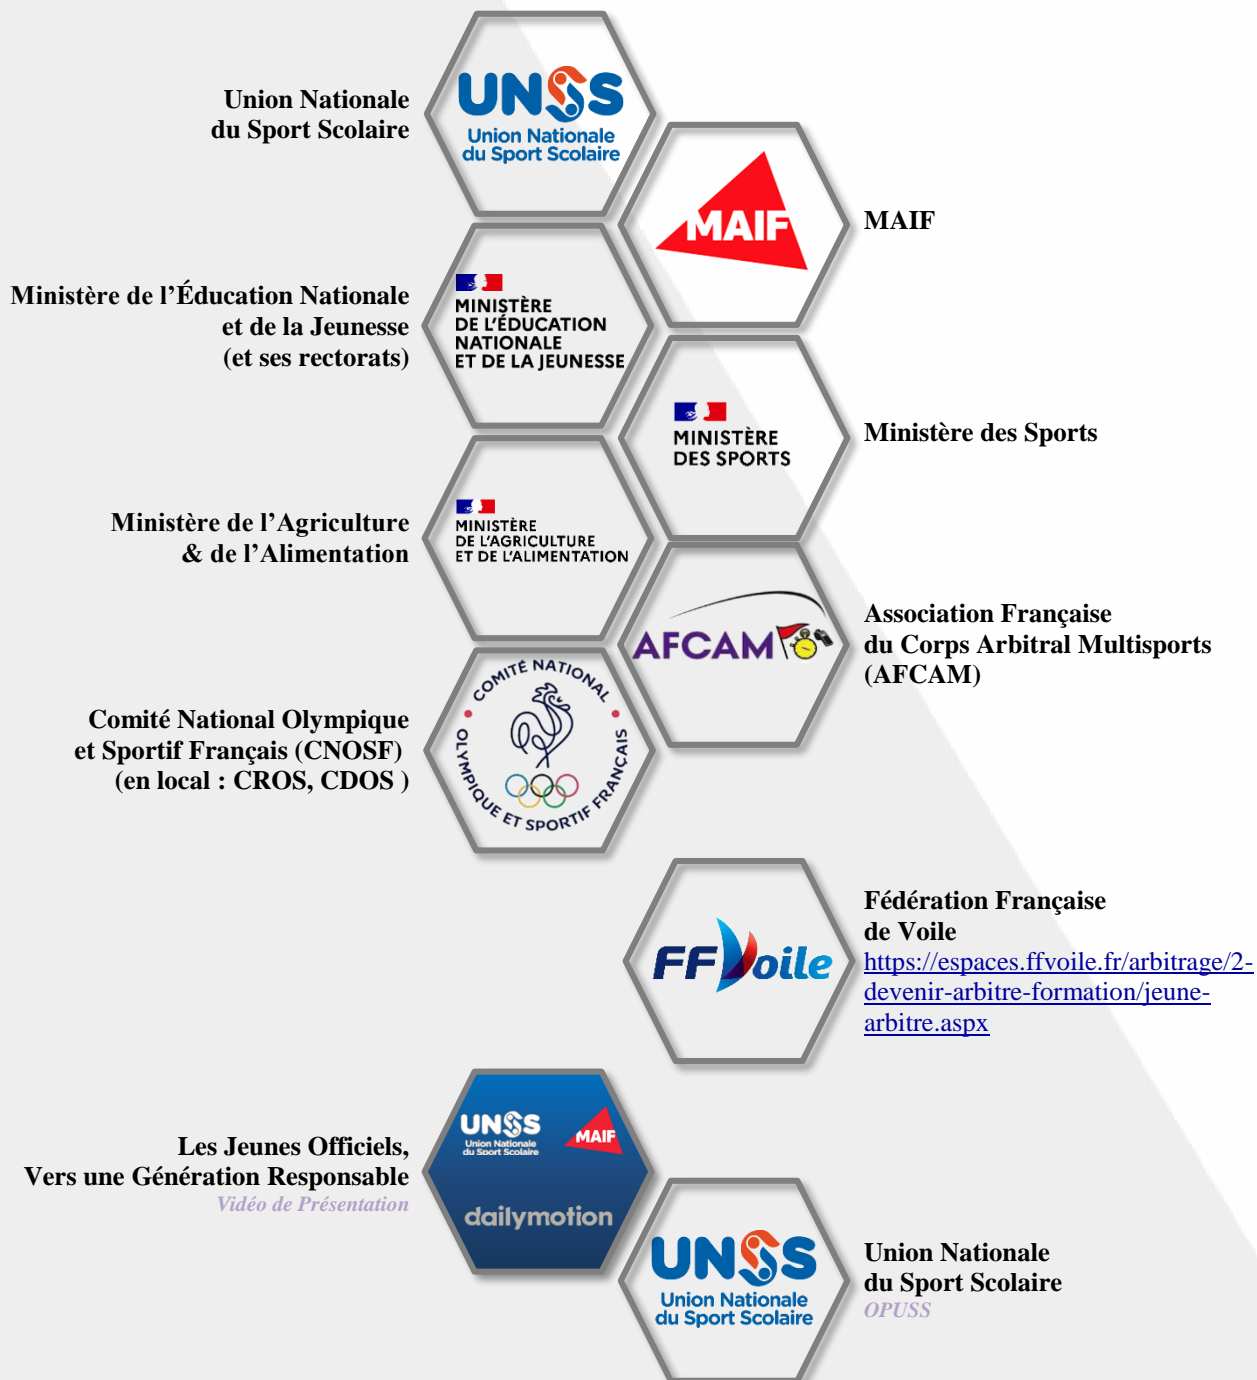 Union Nationale
du Sport Scolaire
UNSS
Union Nationale
du Sport Scolaire
MAIF
MAIF
Ministère de l’Éducation Nationale
et de la Jeunesse
(et ses rectorats)
MINISTÈRE
DE L’ÉDUCATION
NATIONALE
ET DE LA JEUNESSE
MINISTÈRE
DES SPORTS
Ministère des Sports
Ministère de l’Agriculture
& de l’Alimentation
MINISTÈRE
DE L’AGRICULTURE
ET DE L’ALIMENTATION
AFCAM
Association Française
du Corps Arbitral Multisports
(AFCAM)
Comité National Olympique
et Sportif Français (CNOSF)
(en local : CROS, CDOS )
COMITÉ NATIONAL
OLYMPIQUE ET SPORTIF FRANÇAIS
FFVoile
Fédération Française
de Voile
https://espaces.ffvoile.fr/arbitrage/2-
devenir-arbitre-formation/jeune-
arbitre.aspx
Les Jeunes Officiels,
Vers une Génération Responsable
Vidéo de Présentation
UNSS
Union Nationale
du Sport Scolaire
MAIF
dailymotion
UNSS
Union Nationale
du Sport Scolaire
Union Nationale
du Sport Scolaire
OPUSS